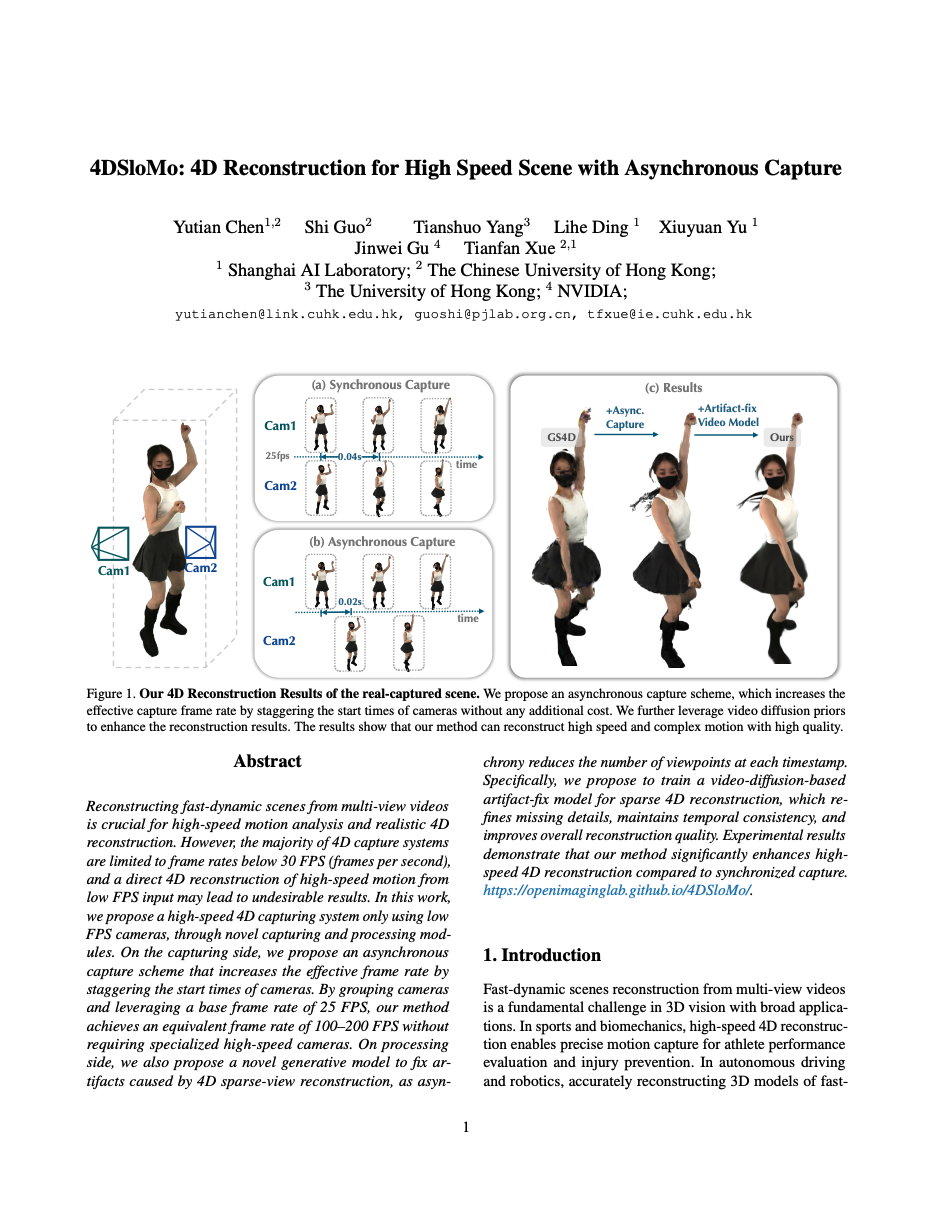 4DSloMo: 4D Reconstruction for High Speed Scene with Asynchronous Capture
Yutian Chen1,2 Shi Guo2 Tianshuo Yang3 Lihe Ding 1 Xiuyuan Yu 1
Jinwei Gu 4 Tianfan Xue 2,1
1 Shanghai AI Laboratory; 2 The Chinese University of Hong Kong;
3 The University of Hong Kong; 4 NVIDIA;
yutianchen@link.cuhk.edu.hk, guoshi@pjlab.org.cn, tfxue@ie.cuhk.edu.hk
Cam1
Cam2
(a) Synchronous Capture
Cam1
25fps
0.04s
time
Cam2
(b) Asynchronous Capture
Cam1
0.02s
time
Cam2
(c) Results
GS4D
+Async.
Capture
+Artifact-fix
Video Model
Ours
Figure 1. Our 4D Reconstruction Results of the real-captured scene. We propose an asynchronous capture scheme, which increases the
effective capture frame rate by staggering the start times of cameras without any additional cost. We further leverage video diffusion priors
to enhance the reconstruction results. The results show that our method can reconstruct high speed and complex motion with high quality.
Abstract
Reconstructing fast-dynamic scenes from multi-view videos
is crucial for high-speed motion analysis and realistic 4D
reconstruction. However, the majority of 4D capture systems
are limited to frame rates below 30 FPS (frames per second),
and a direct 4D reconstruction of high-speed motion from
low FPS input may lead to undesirable results. In this work,
we propose a high-speed 4D capturing system only using low
FPS cameras, through novel capturing and processing mod-
ules. On the capturing side, we propose an asynchronous
capture scheme that increases the effective frame rate by
staggering the start times of cameras. By grouping cameras
and leveraging a base frame rate of 25 FPS, our method
achieves an equivalent frame rate of 100–200 FPS without
requiring specialized high-speed cameras. On processing
side, we also propose a novel generative model to fix ar-
tifacts caused by 4D sparse-view reconstruction, as asyn-
chrony reduces the number of viewpoints at each timestamp.
Specifically, we propose to train a video-diffusion-based
artifact-fix model for sparse 4D reconstruction, which re-
fines missing details, maintains temporal consistency, and
improves overall reconstruction quality. Experimental results
demonstrate that our method significantly enhances high-
speed 4D reconstruction compared to synchronized capture.
https://openimaginglab.github.io/4DSloMo/.
1. Introduction
Fast-dynamic scenes reconstruction from multi-view videos
is a fundamental challenge in 3D vision with broad applica-
tions. In sports and biomechanics, high-speed 4D reconstruc-
tion enables precise motion capture for athlete performance
evaluation and injury prevention. In autonomous driving
and robotics, accurately reconstructing 3D models of fast-
1